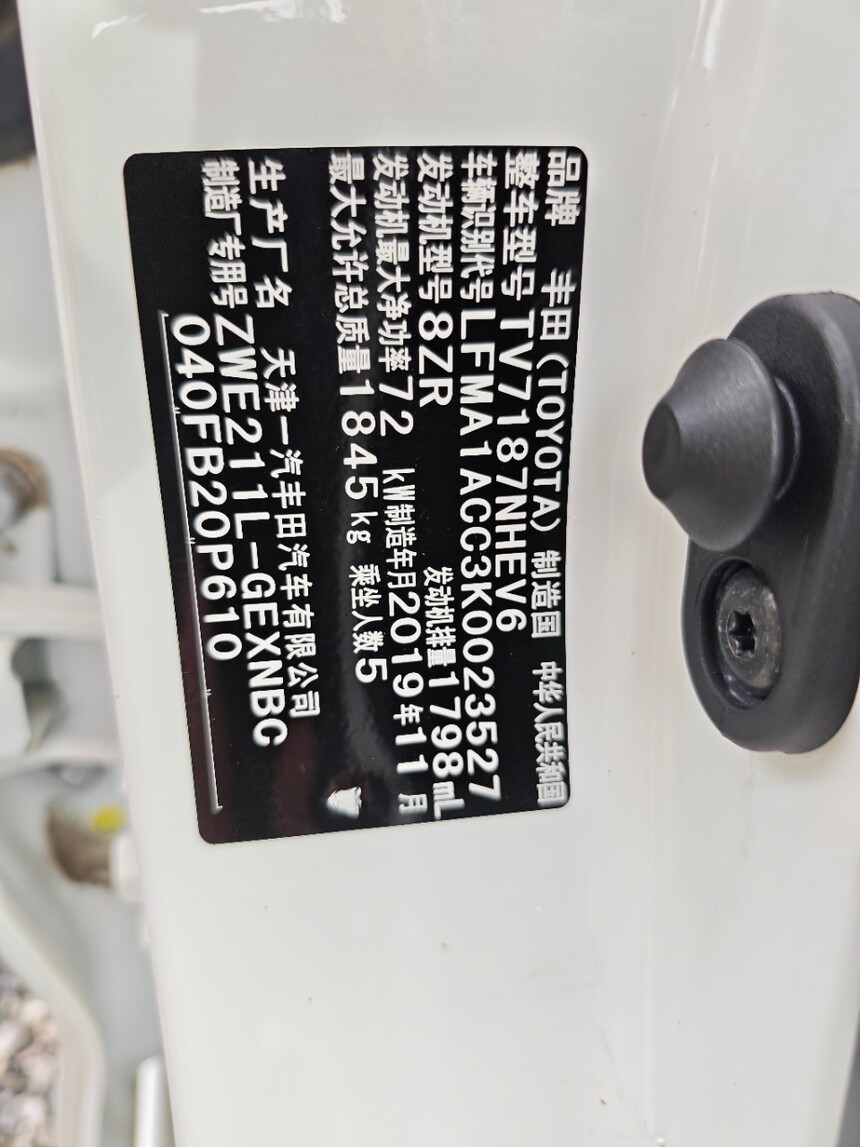 品牌 丰田(TOYOTA) 制造国 中华人民共和国
整车型号 TV7187NHEV6
车辆识别代号 LFMA1ACC3K0023527
发动机型号 8ZR 发动机排量 1798mL
发动机最大净功率 72 kW 制造年月 2019年11月
最大允许总质量 1845kg 乘坐人数 5
生产厂名 天津一汽丰田汽车有限公司
制造厂专用号 ZWE211L-GEXNBC
040FB20P610